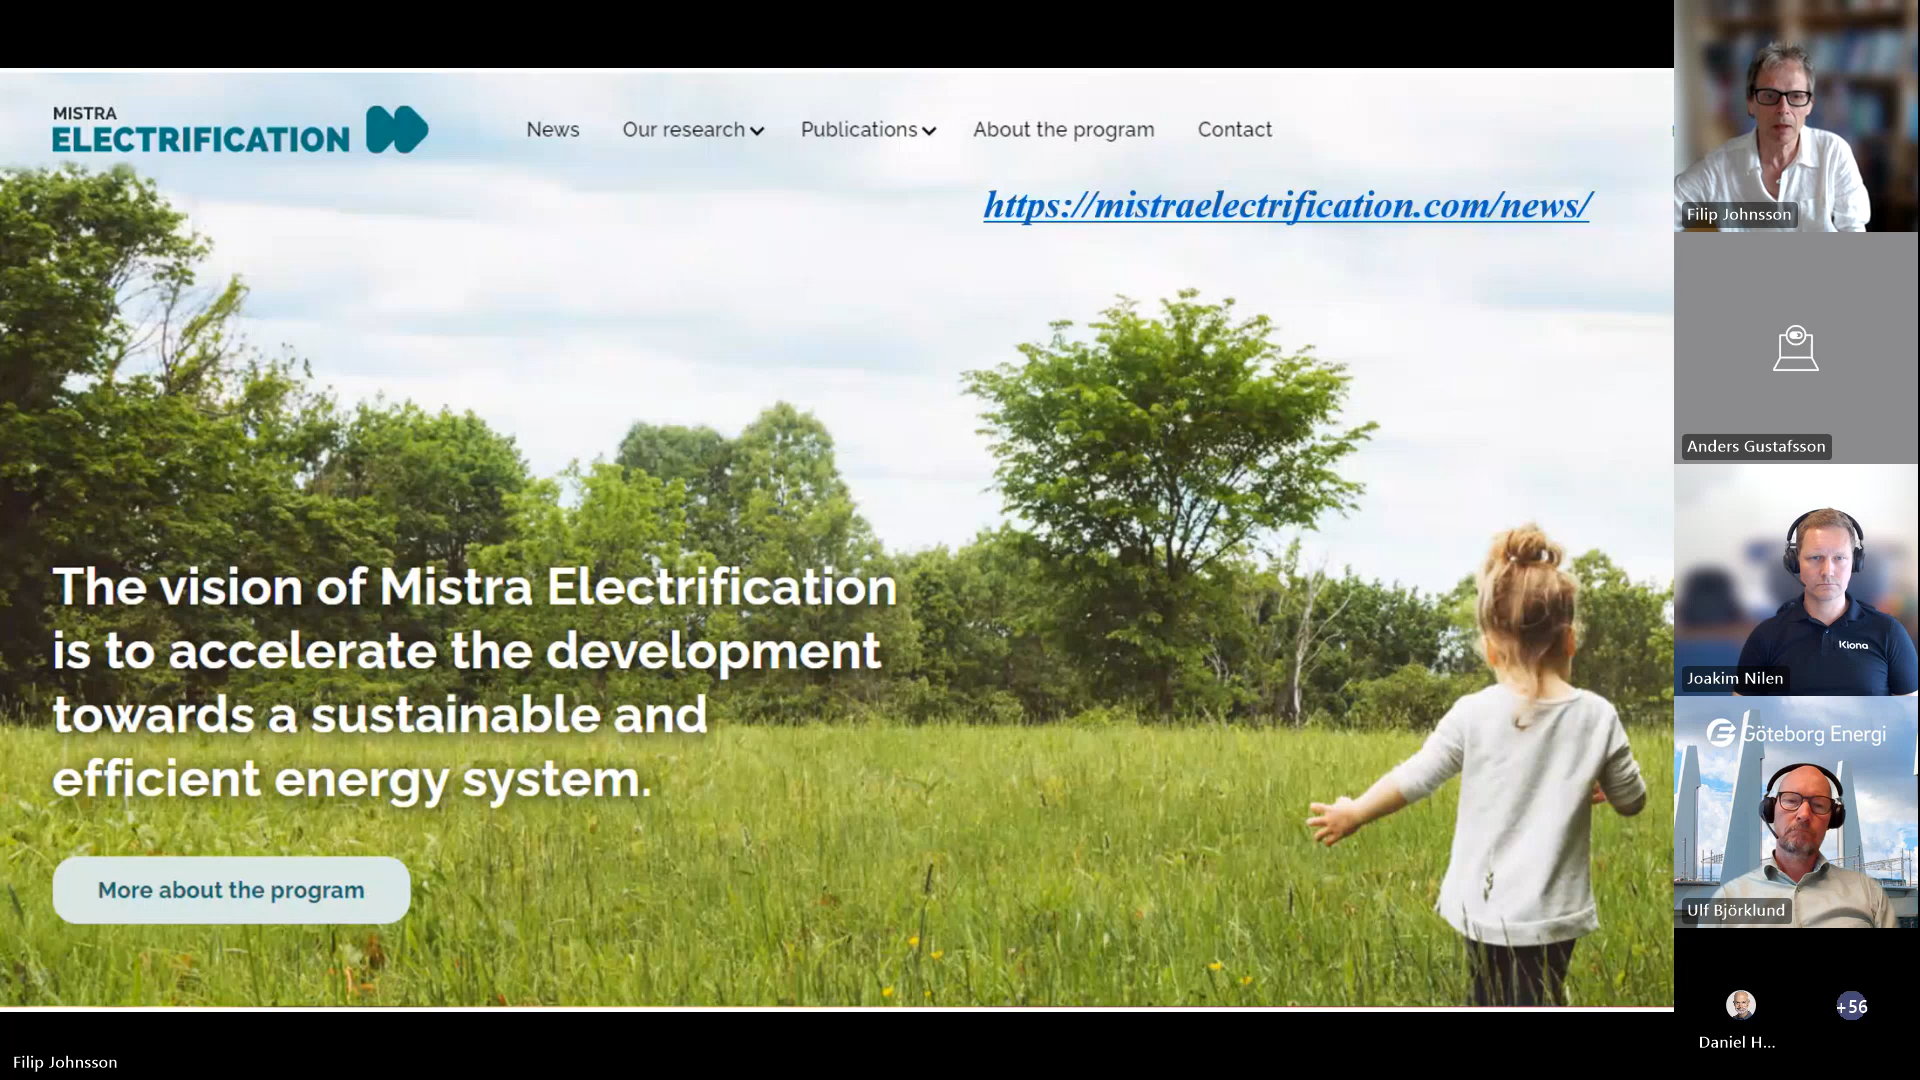 MISTRA
ELECTRIFICATION
News
Our research
Publications
About the program
Contact
https://mistraelectrification.com/news/
The vision of Mistra Electrification
is to accelerate the development
towards a sustainable and
efficient energy system.
More about the program
Filip Johnsson
Filip Johnsson
Anders Gustafsson
Kiona
Joakim Nilen
Göteborg Energi
Ulf Björklund
Daniel H...
+56